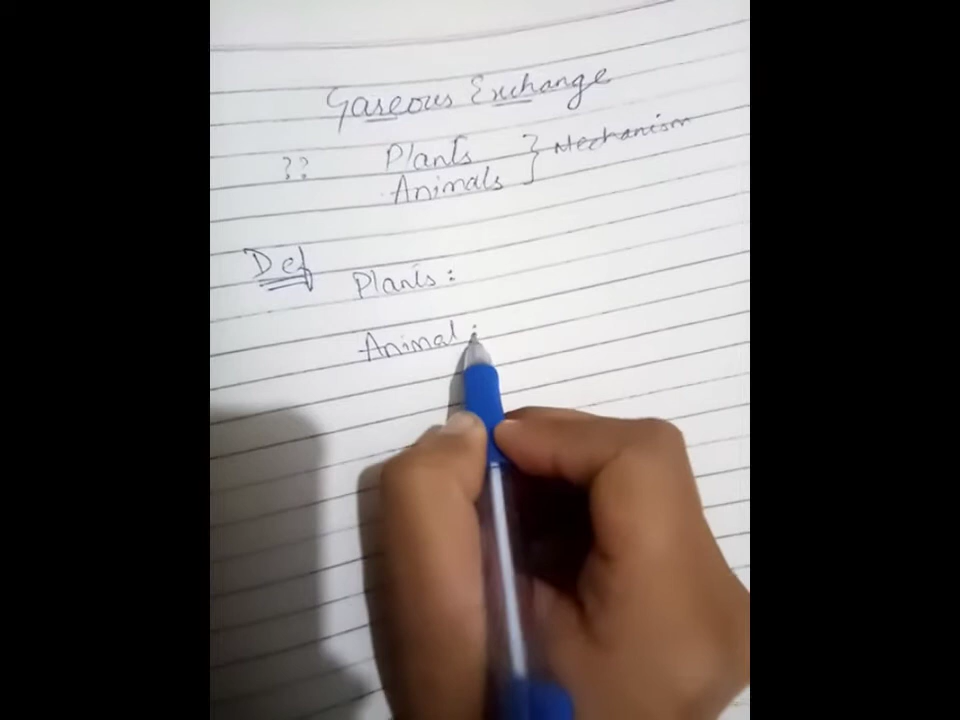 Gaseous Exchange
?? Plants } Mechanism
Animals
Def Plants:
Animal: